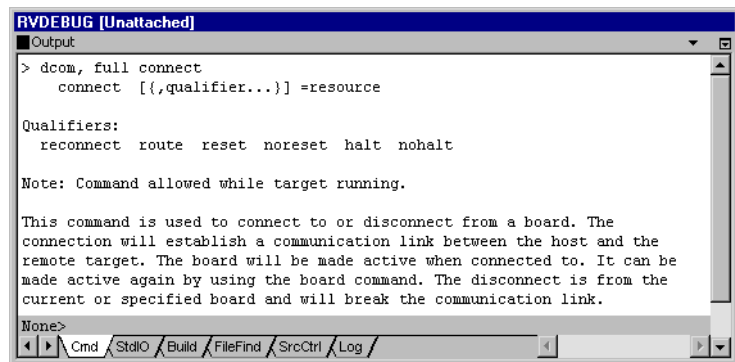 RVDEBUG [Unattached]
Output
> dcom, full connect
connect [{,qualifier...}] =resource
Qualifiers:
reconnect route reset noreset halt nohalt
Note: Command allowed while target running.
This command is used to connect to or disconnect from a board. The
connection will establish a communication link between the host and the
remote target. The board will be made active when connected to. It can be
made active again by using the board command. The disconnect is from the
current or specified board and will break the communication link.
None>
Cmd StdIO Build FileFind SrcCtrl Log